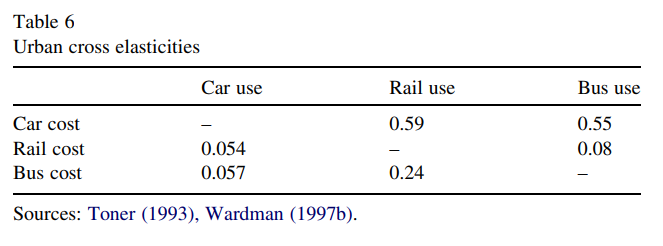 Table 6
Urban cross elasticities
Car use Rail use Bus use
Car cost – 0.59 0.55
Rail cost 0.054 – 0.08
Bus cost 0.057 0.24 –
Sources: Toner (1993), Wardman (1997b).